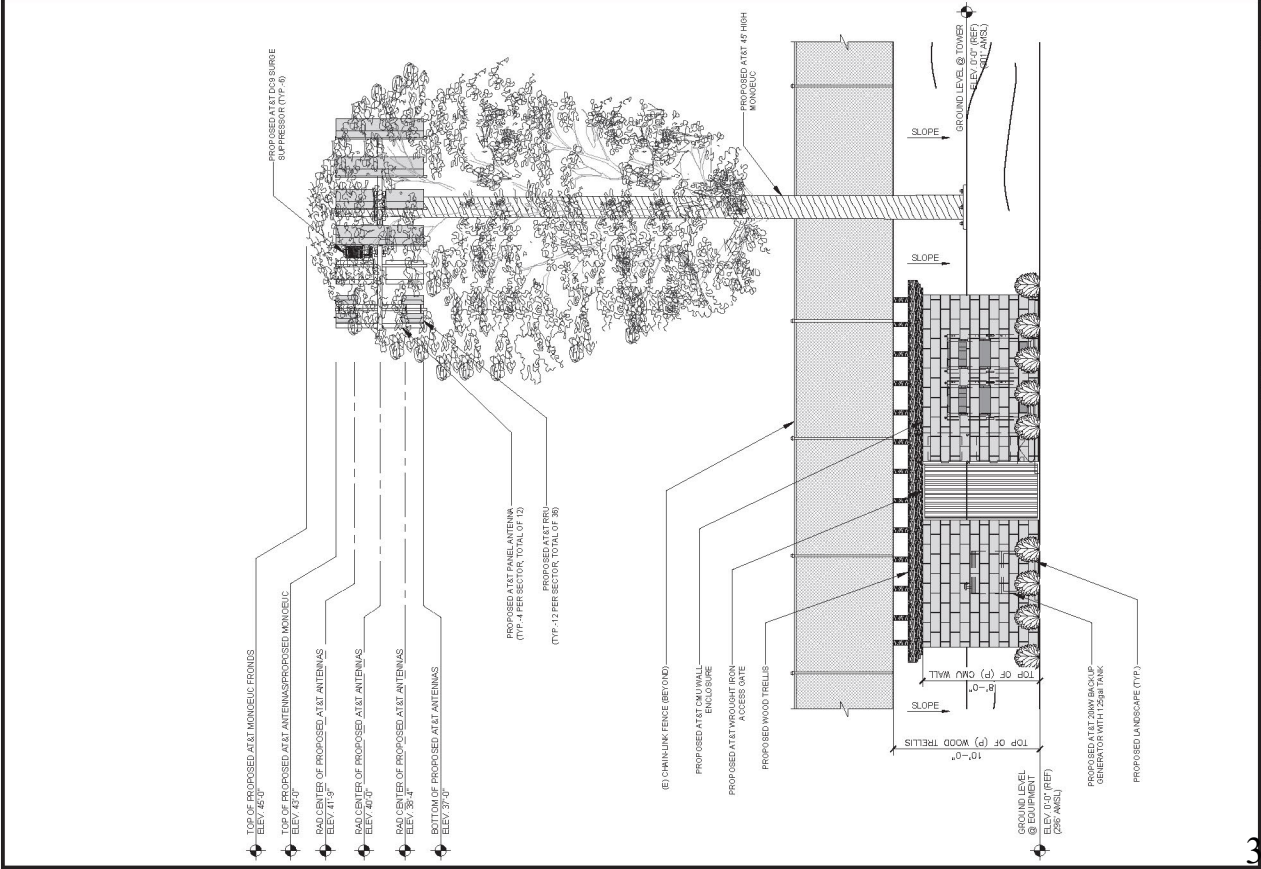 TOP OF PROPOSED AT&T MONOEUC FRONDS
ELEV. 45'-0"
TOP OF PROPOSED AT&T ANTENNAS/PROPOSED MONOEUC
ELEV. 43'-0"
RAD CENTER OF PROPOSED AT&T ANTENNAS
ELEV. 41'-9"
RAD CENTER OF PROPOSED AT&T ANTENNAS
ELEV. 40'-0"
RAD CENTER OF PROPOSED AT&T ANTENNAS
ELEV. 38'-4"
BOTTOM OF PROPOSED AT&T ANTENNAS
ELEV. 37'-0"
PROPOSED AT&T DC9 SURGE
SUPPRESSOR (TYP.-6)
PROPOSED AT&T PANEL ANTENNA
(TYP.-4 PER SECTOR, TOTAL OF 12)
PROPOSED AT&T RRU
(TYP.-12 PER SECTOR, TOTAL OF 36)
PROPOSED AT&T 45' HIGH
MONOEUC
(E) CHAIN-LINK FENCE (BEYOND)
PROPOSED AT&T CMU WALL
ENCLOSURE
PROPOSED AT&T WROUGHT IRON
ACCESS GATE
PROPOSED WOOD TRELLIS
SLOPE
SLOPE
SLOPE
GROUND LEVEL @ TOWER
ELEV. 0'-0" (REF)
(301' AMSL)
TOP OF (P) CMU WALL
8'-0"
TOP OF (P) WOOD TRELLIS
10'-0"
GROUND LEVEL
@ EQUIPMENT
ELEV. 0'-0" (REF)
(296' AMSL)
PROPOSED AT&T 20kW BACKUP
GENERATOR WITH 125gal TANK
PROPOSED LANDSCAPE (TYP.)
3